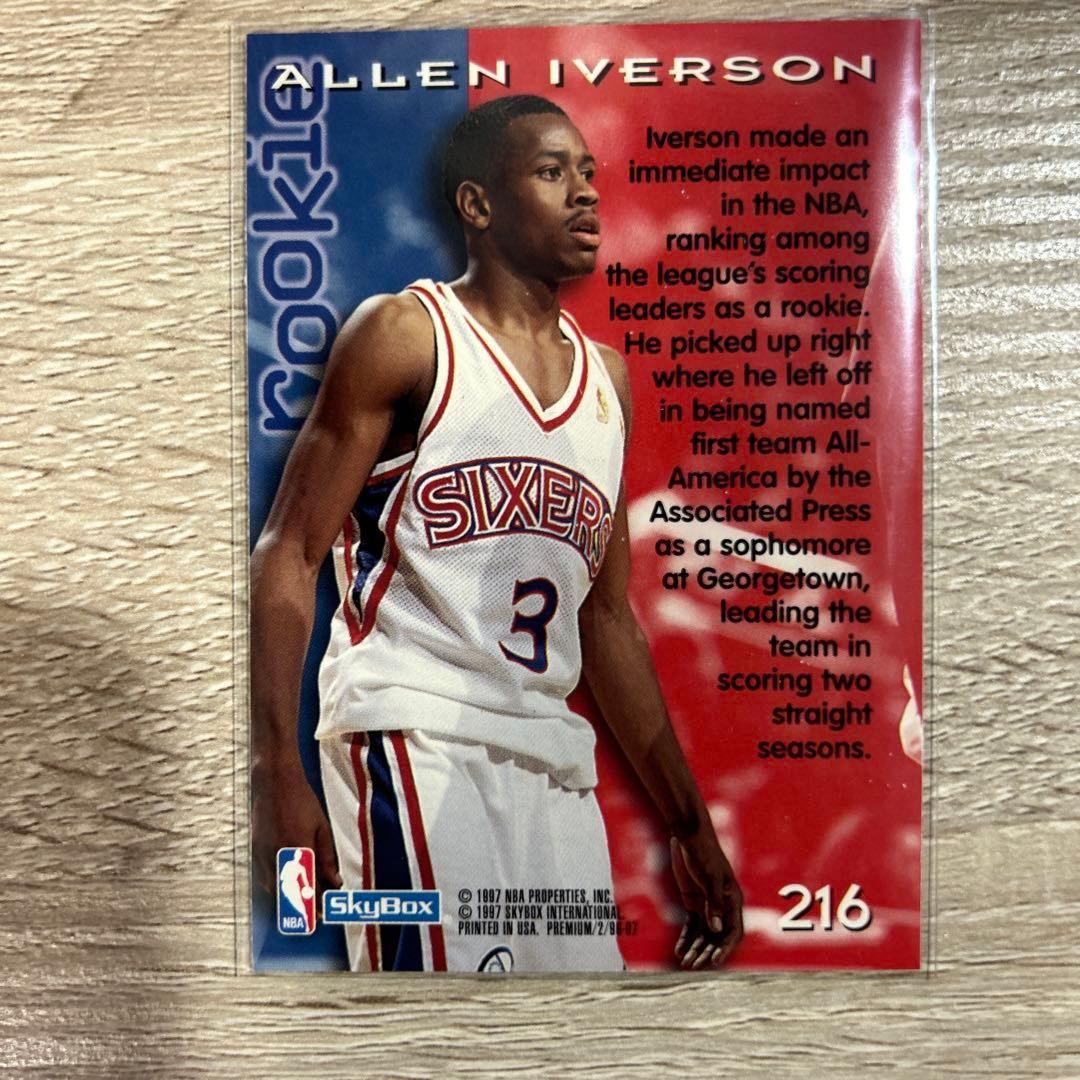 ALLEN IVERSON
rookie
Iverson made an
immediate impact
in the NBA,
ranking among
the league's scoring
leaders as a rookie.
He picked up right
where he left off
in being named
first team All-
America by the
Associated Press
as a sophomore
at Georgetown,
leading the
team in
scoring two
straight
seasons.
SIXERS
3
NBA
SkyBox
© 1997 NBA PROPERTIES, INC.
© 1997 SKYBOX INTERNATIONAL.
PRINTED IN USA. PREMIUM/2/96-97
216